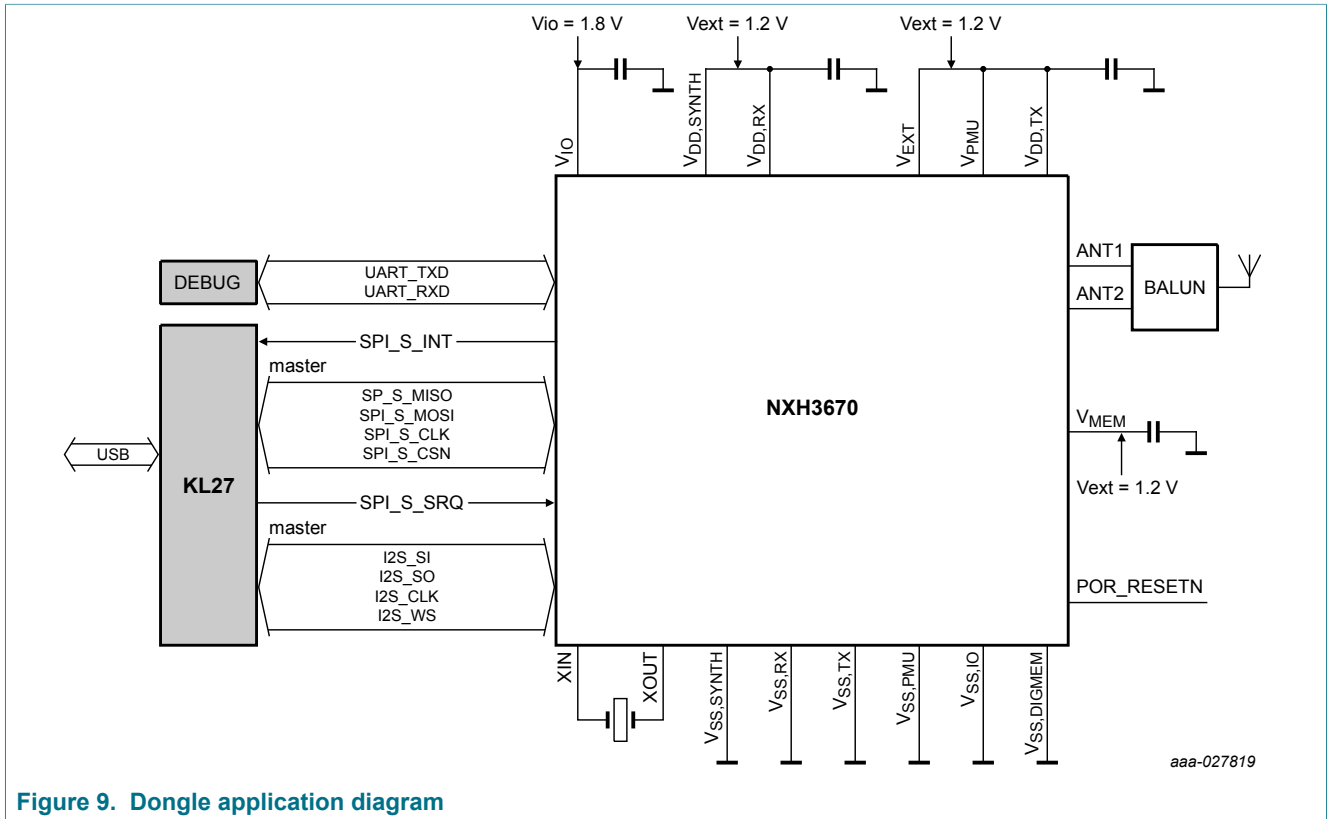 Vio = 1.8 V
Vext = 1.2 V
Vext = 1.2 V
VIO
VDD,SYNTH
VDD,RX
VEXT
VPMU
VDD,TX
DEBUG
UART_TXD
UART_RXD
ANT1
ANT2
BALUN
SPI_S_INT
master
SP_S_MISO
SPI_S_MOSI
SPI_S_CLK
SPI_S_CSN
NXH3670
VMEM
Vext = 1.2 V
USB
KL27
SPI_S_SRQ
master
I2S_SI
I2S_SO
I2S_CLK
I2S_WS
POR_RESETN
XIN
XOUT
VSS,SYNTH
VSS,RX
VSS,TX
VSS,PMU
VSS,IO
VSS,DIGMEM
aaa-027819
Figure 9. Dongle application diagram